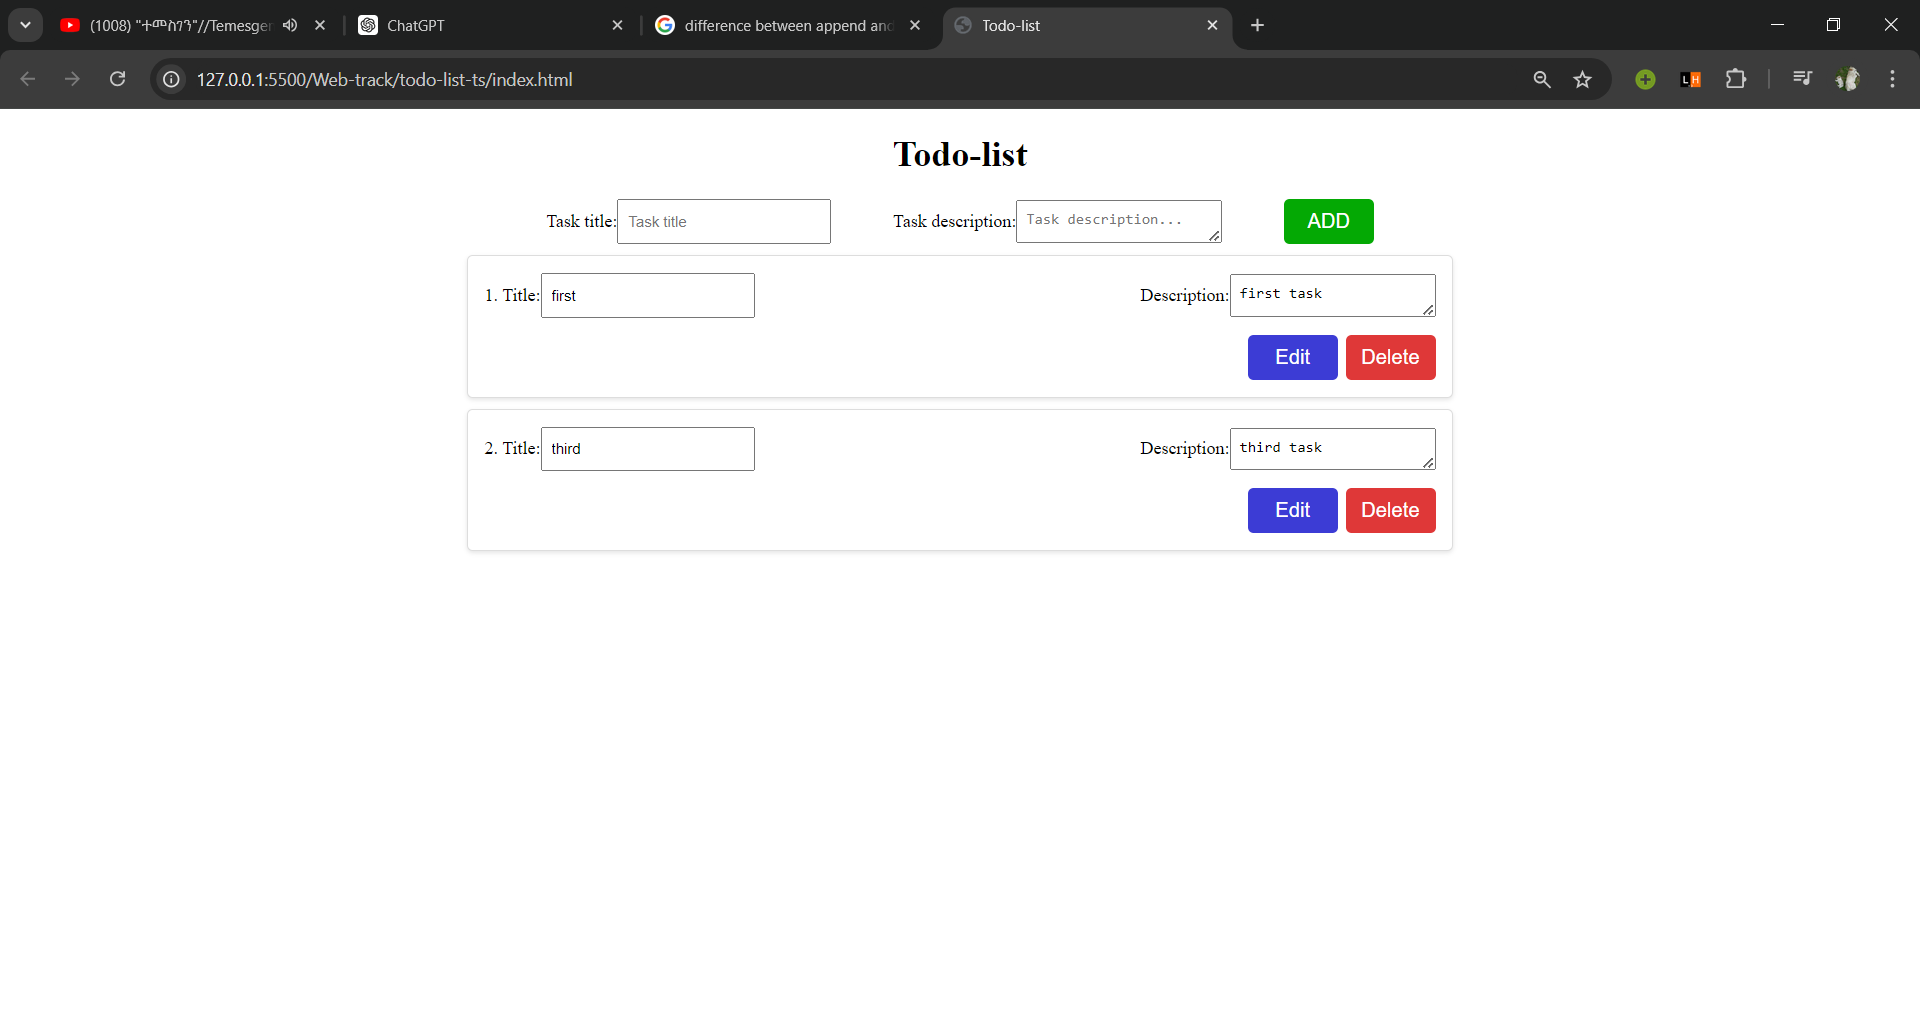 (1008) "ተመስገን"//Temesgen
ChatGPT
difference between append and
Todo-list
127.0.0.1:5500/Web-track/todo-list-ts/index.html
L H
Todo-list
Task title: Task title
Task description: Task description...
ADD
1. Title: first
Description: first task
Edit Delete
2. Title: third
Description: third task
Edit Delete